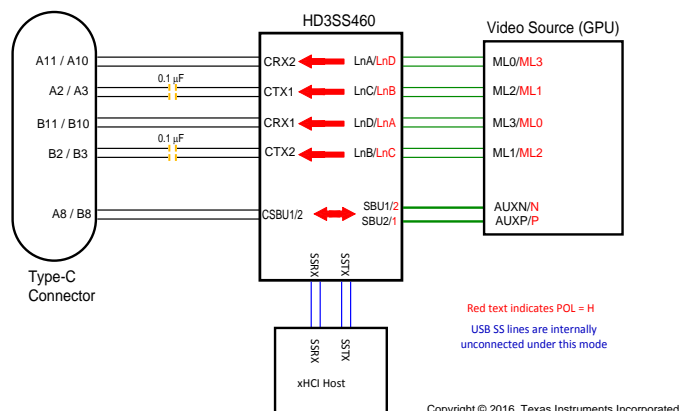 HD3SS460
Video Source (GPU)
A11 / A10
CRX2
LnA/LnD
ML0/ML3
0.1 µF
A2 / A3
CTX1
LnC/LnB
ML2/ML1
B11 / B10
CRX1
LnD/LnA
ML3/ML0
0.1 µF
B2 / B3
CTX2
LnB/LnC
ML1/ML2
A8 / B8
CSBU1/2
SBU1/2
SBU2/1
AUXN/N
AUXP/P
Type-C
Connector
SSRX
SSTX
Red text indicates POL = H
USB SS lines are internally
unconnected under this mode
SSRX
SSTX
xHCI Host
Copyright © 2016, Texas Instruments Incorporated